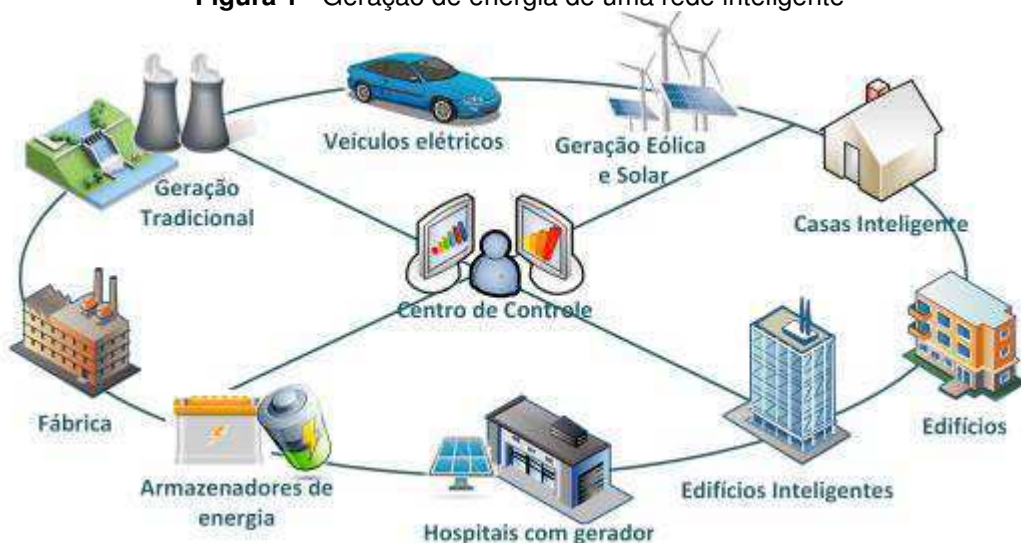 Figura 1 - Geração de energia de uma rede inteligente
Veículos elétricos
Geração Eólica
e Solar
Geração
Tradicional
Casas Inteligente
Centro de Controle
Fábrica
Edifícios
Armazenadores de
energia
Edifícios Inteligentes
Hospitais com gerador